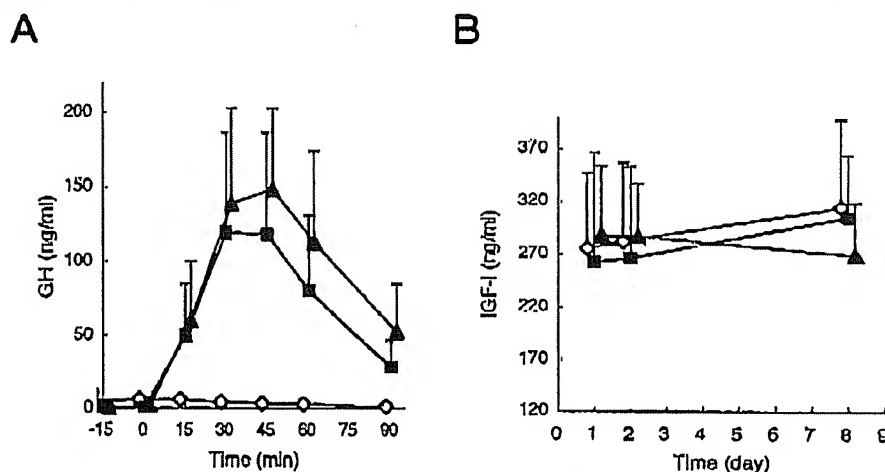 A
GH (ng/ml)
200
150
100
50
0
-15 0 15 30 45 60 75 90
Time (min)
B
IGF-I (ng/ml)
370
320
270
220
170
120
0 1 2 3 4 5 6 7 8 9
Time (day)